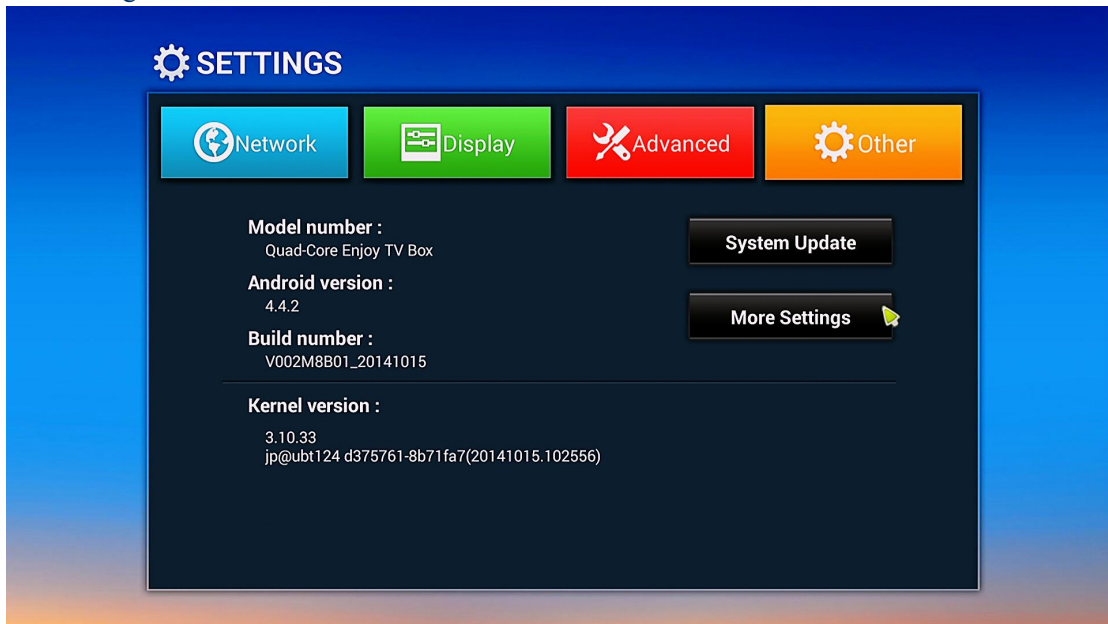 SETTINGS
Network
Display
Advanced
Other
Model number :
Quad-Core Enjoy TV Box
System Update
Android version :
4.4.2
More Settings
Build number :
V002M8B01_20141015
Kernel version :
3.10.33
jp@ubt124 d375761-8b71fa7(20141015.102556)